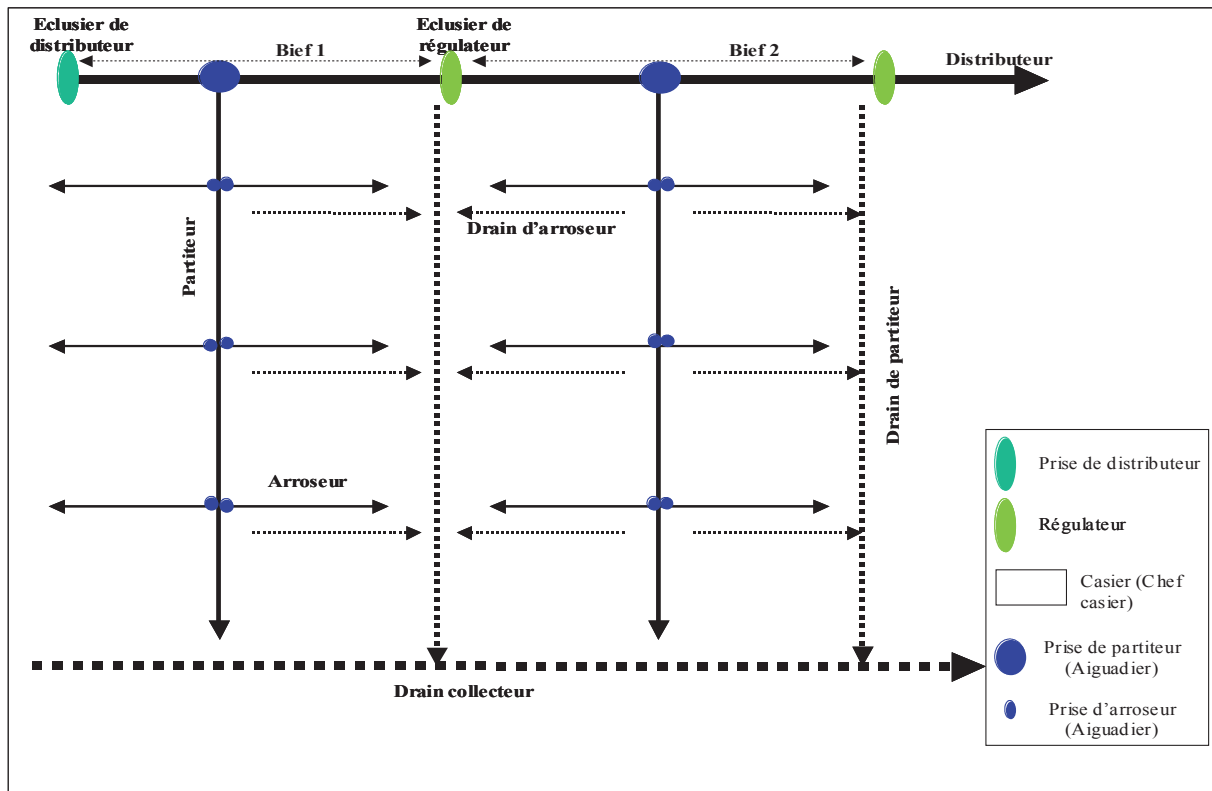 Eclusier de
distributeur
Bief 1
Eclusier de
régulateur
Bief 2
Distributeur
Partiteur
Drain d'arroseur
Drain de partiteur
Arroseur
Drain collecteur
Prise de distributeur
Régulateur
Casier (Chef
casier)
Prise de partiteur
(Aiguadier)
Prise d'arroseur
(Aiguadier)